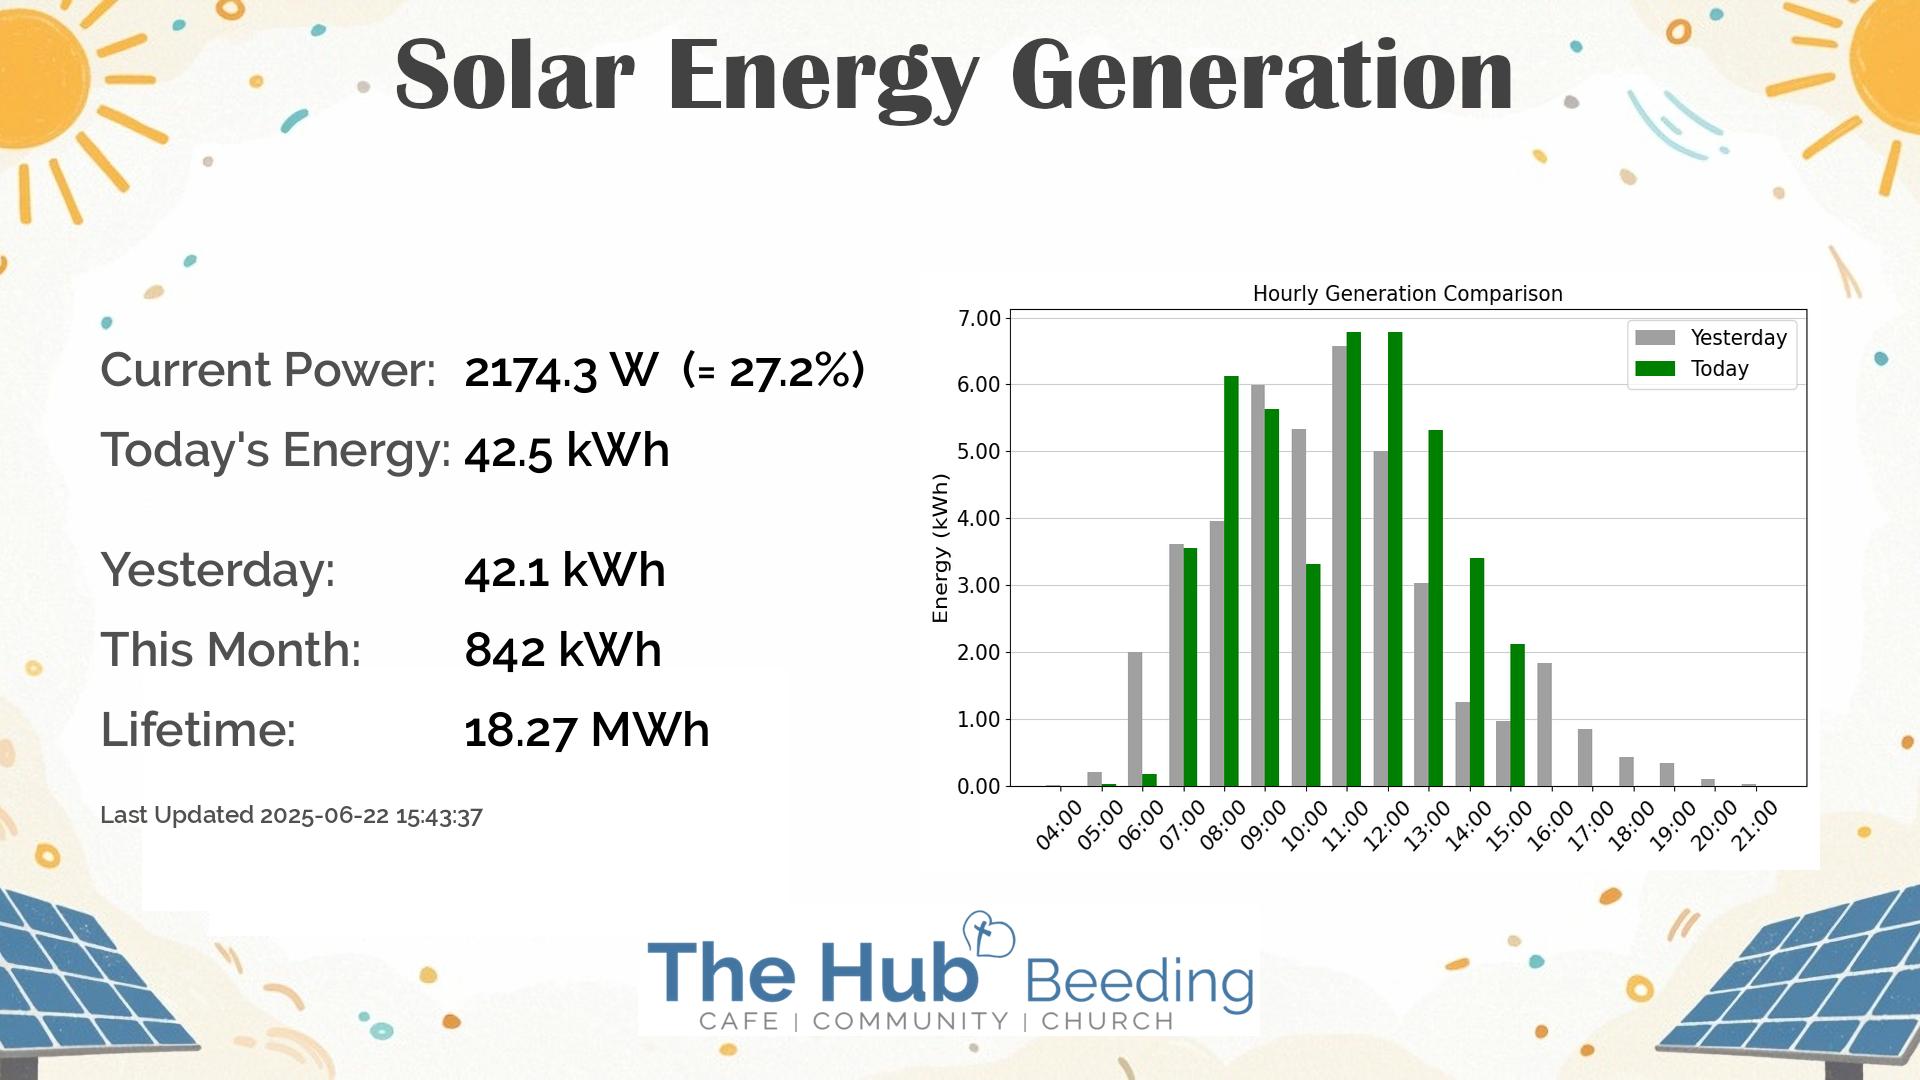 Solar Energy Generation
Current Power: 2174.3 W (= 27.2%)
Today's Energy: 42.5 kWh
Yesterday: 42.1 kWh
This Month: 842 kWh
Lifetime: 18.27 MWh
Last Updated 2025-06-22 15:43:37
Hourly Generation Comparison
Yesterday
Today
Energy (kWh)
7.00
6.00
5.00
4.00
3.00
2.00
1.00
0.00
04:00 05:00 06:00 07:00 08:00 09:00 10:00 11:00 12:00 13:00 14:00 15:00 16:00 17:00 18:00 19:00 20:00 21:00
The Hub Beeding
CAFE | COMMUNITY | CHURCH